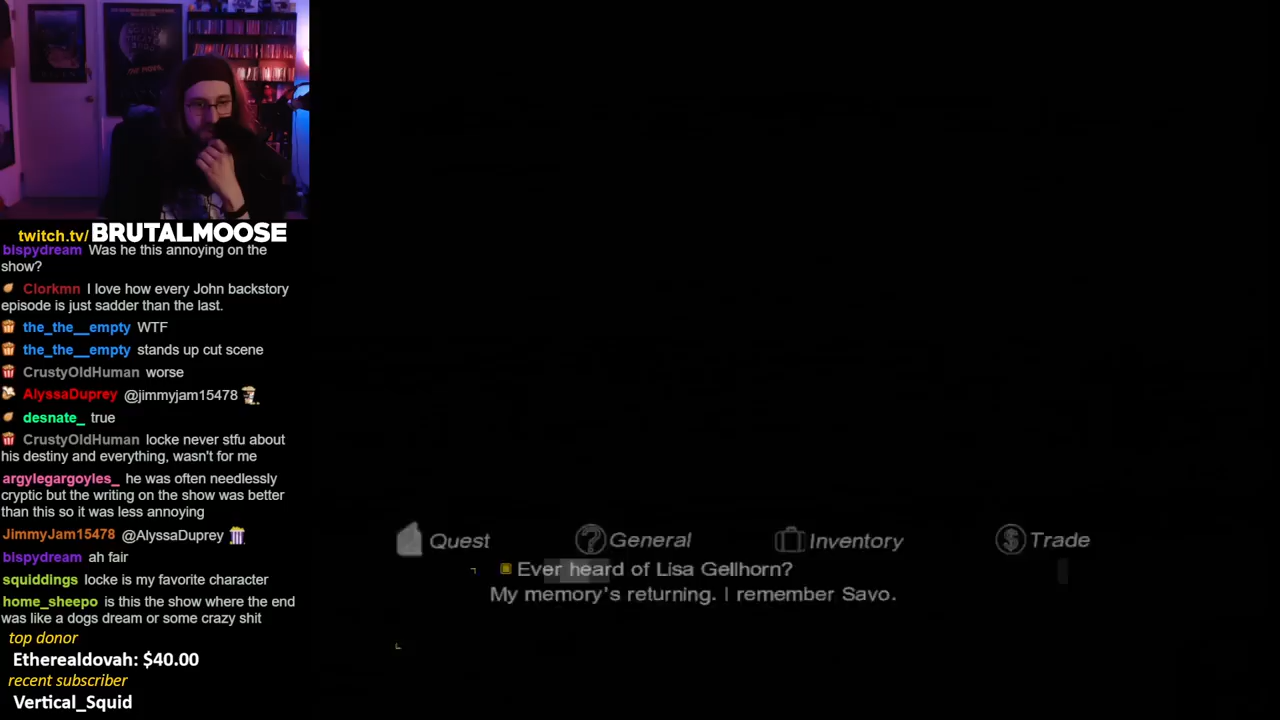 twitch.tv/BRUTALMOOSE
bispydream Was he this annoying on the
show?
Clorkmn I love how every John backstory
episode is just sadder than the last.
the_the__empty WTF
the_the__empty stands up cut scene
CrustyOldHuman worse
AlyssaDuprey @jimmyjam15478
desnate_ true
CrustyOldHuman locke never stfu about
his destiny and everything, wasn't for me
argylegargoyles_ he was often needlessly
cryptic but the writing on the show was better
than this so it was less annoying
JimmyJam15478 @AlyssaDuprey
bispydream ah fair
squiddings locke is my favorite character
home_sheepo is this the show where the end
was like a dogs dream or some crazy shit
top donor
Etherealdovah: $40.00
recent subscriber
Vertical_Squid
Quest General Inventory Trade
Ever heard of Lisa Gellhorn?
My memory's returning. I remember Savo.